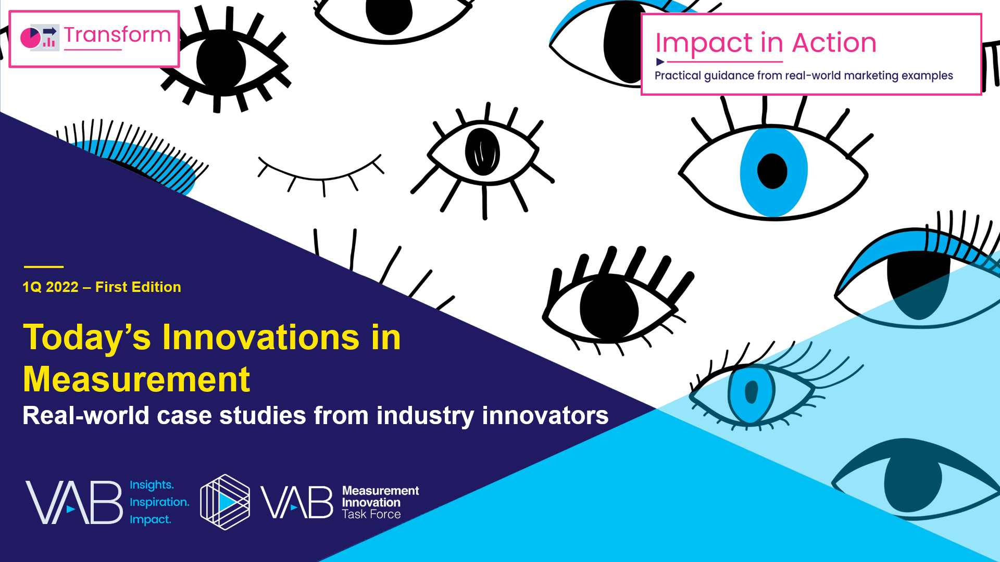 Transform
Impact in Action
Practical guidance from real-world marketing examples
1Q 2022 – First Edition
Today’s Innovations in
Measurement
Real-world case studies from industry innovators
VAB
Insights.
Inspiration.
Impact.
VAB
Measurement
Innovation
Task Force